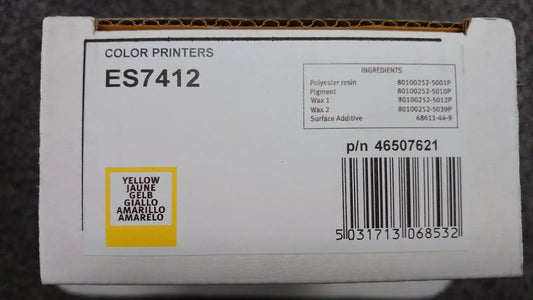 COLOR PRINTERS
ES7412
INGREDIENTS
Polyester resin 80100252-5001P
Pigment 80100252-5010P
Wax 1 80100252-5012P
Wax 2 80100252-5039P
Surface Additive 68611-44-9
p/n 46507621
YELLOW
JAUNE
GELB
GIALLO
AMARILLO
AMARELO
5 031713 068532